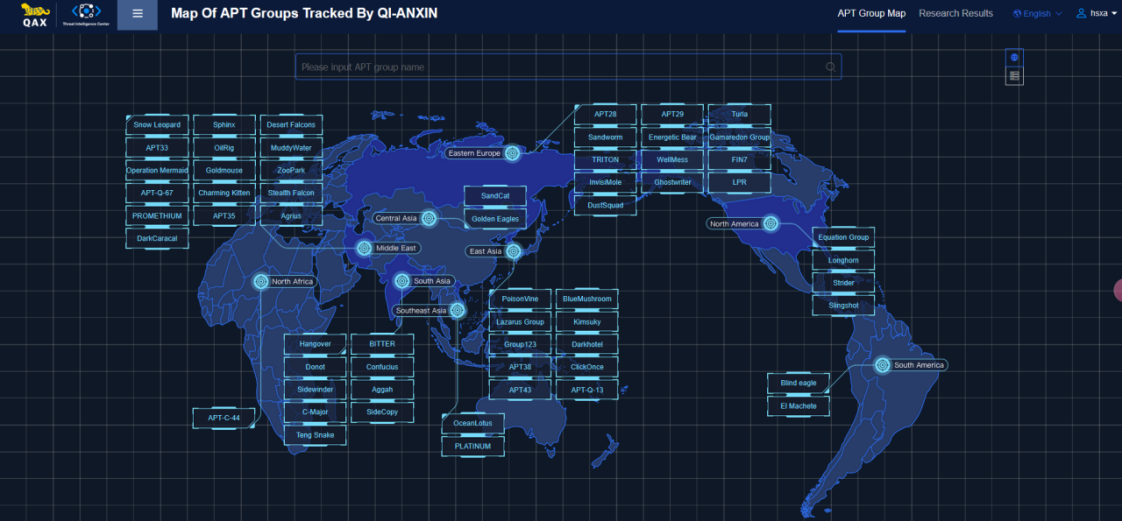 QAX
Threat Intelligence Center
Map Of APT Groups Tracked By QI-ANXIN
APT Group Map
Research Results
English
hsxa
Please input APT group name
Snow Leopard Sphinx Desert Falcons
APT33 OilRig MuddyWater
Operation Mermaid Goldmouse ZooPark
APT-Q-67 Charming Kitten Stealth Falcon
PROMETHIUM APT35 Agrius
DarkCaracal
Middle East
Eastern Europe
APT28 APT29 Turla
Sandworm Energetic Bear Gamaredon Group
TRITON WellMess FIN7
InvisiMole Ghostwriter LPR
DustSquad
Central Asia
SandCat
Golden Eagles
North America
Equation Group
Longhorn
Strider
Slingshot
East Asia
PoisonVine BlueMushroom
Lazarus Group Kimsuky
Group123 Darkhotel
APT38 ClickOnce
APT43 APT-Q-13
North Africa
APT-C-44
South Asia
Hangover BITTER
Donot Confucius
Sidewinder Aggah
C-Major SideCopy
Teng Snake
Southeast Asia
OceanLotus
PLATINUM
South America
Blind eagle
El Machete